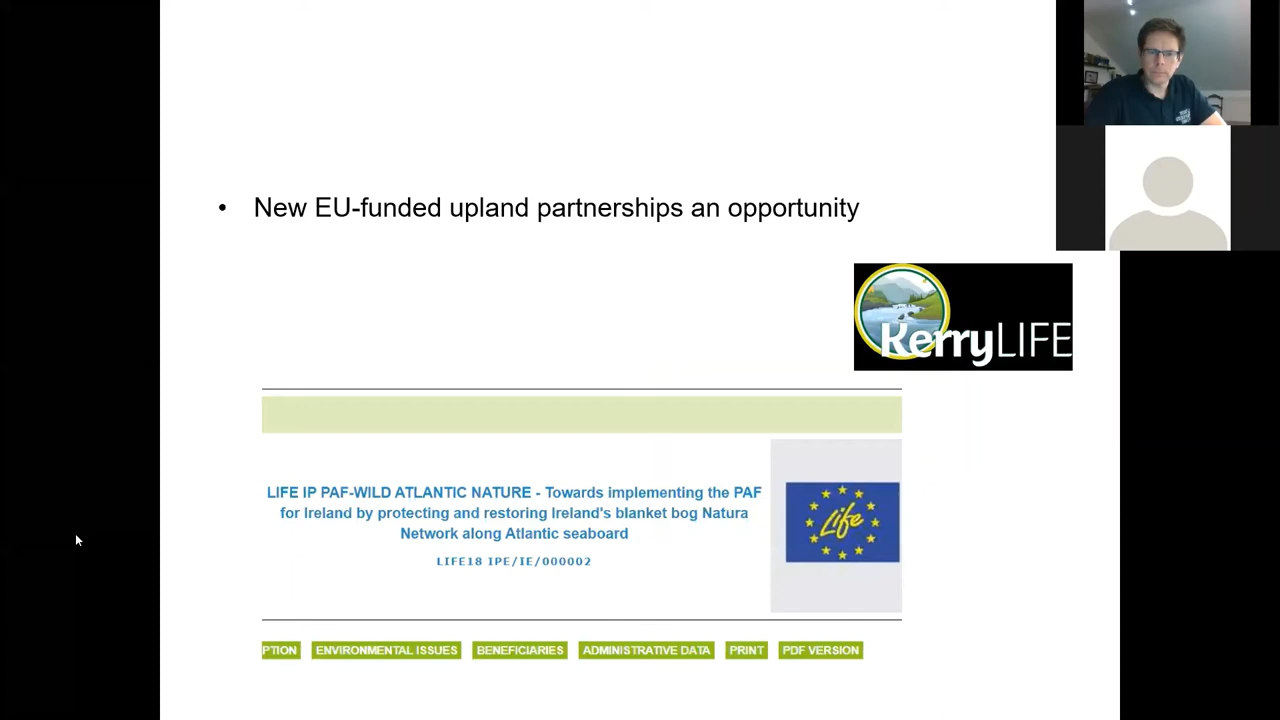 • New EU-funded upland partnerships an opportunity
KerryLIFE
LIFE IP PAF-WILD ATLANTIC NATURE - Towards implementing the PAF
for Ireland by protecting and restoring Ireland's blanket bog Natura
Network along Atlantic seaboard
LIFE18 IPE/IE/000002
Life
PTION ENVIRONMENTAL ISSUES BENEFICIARIES ADMINISTRATIVE DATA PRINT PDF VERSION